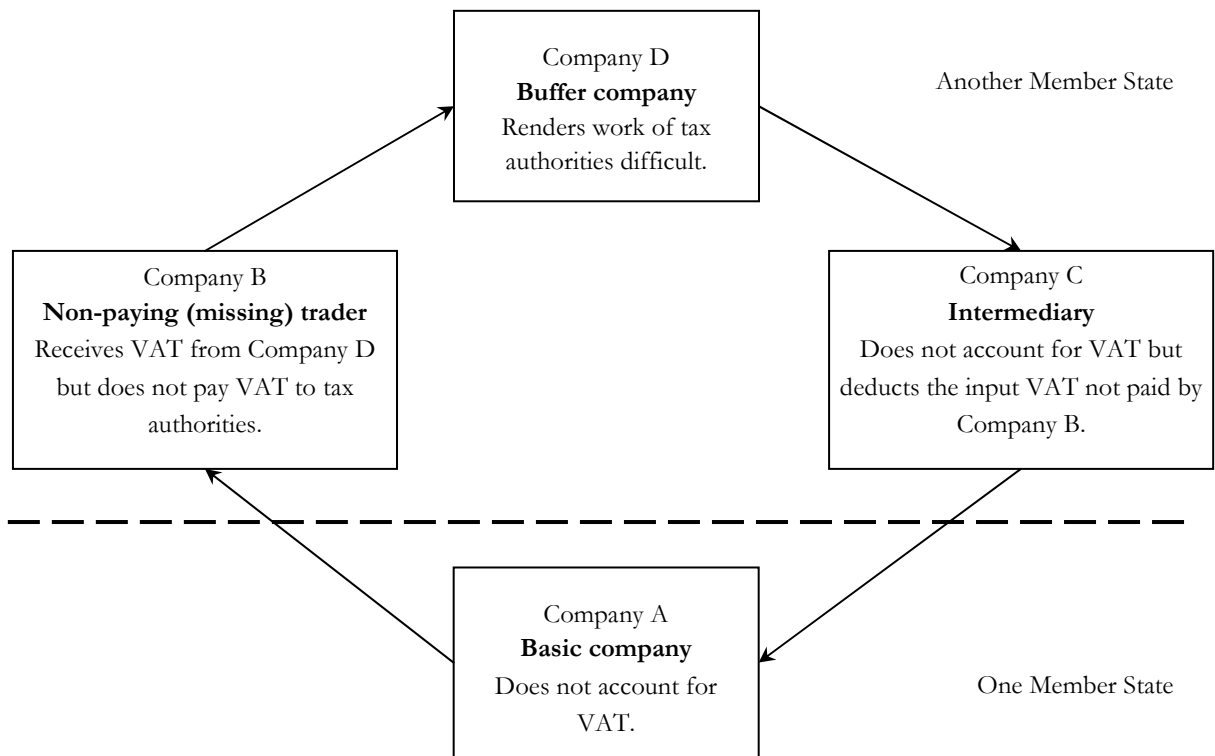 Company D
Buffer company
Renders work of tax
authorities difficult.
Another Member State
Company B
Non-paying (missing) trader
Receives VAT from Company D
but does not pay VAT to tax
authorities.
Company C
Intermediary
Does not account for VAT but
deducts the input VAT not paid by
Company B.
Company A
Basic company
Does not account for
VAT.
One Member State